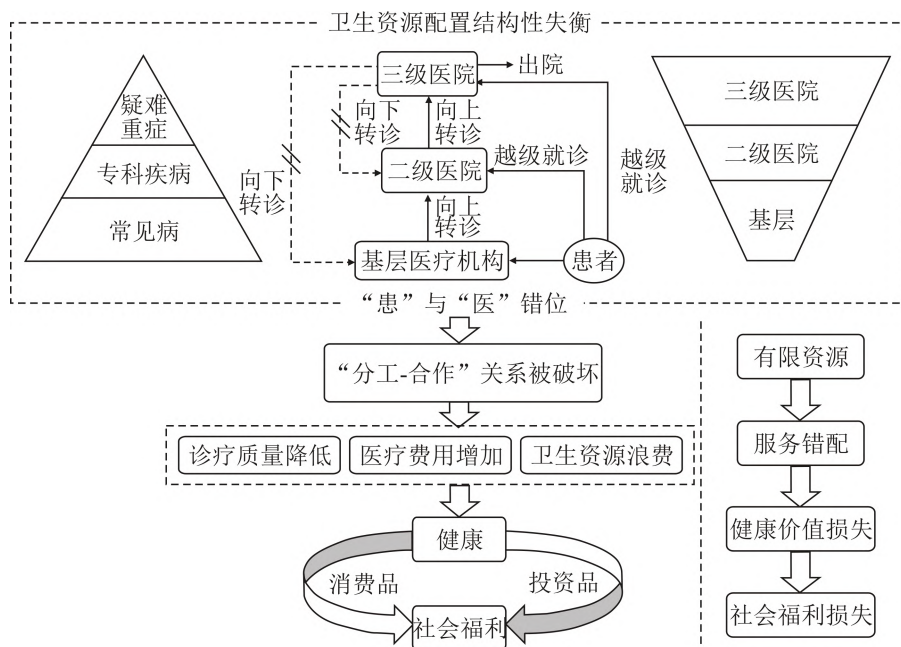 卫生资源配置结构性失衡
疑难
重症
专科疾病
常见病
三级医院
出院
向下
转诊
向上
转诊
越级就诊
二级医院
向下
转诊
向上
转诊
越级
就诊
基层医疗机构
患者
三级医院
二级医院
基层
“患”与“医”错位
“分工-合作”关系被破坏
诊疗质量降低
医疗费用增加
卫生资源浪费
健康
消费品
投资品
社会福利
有限资源
服务错配
健康价值损失
社会福利损失